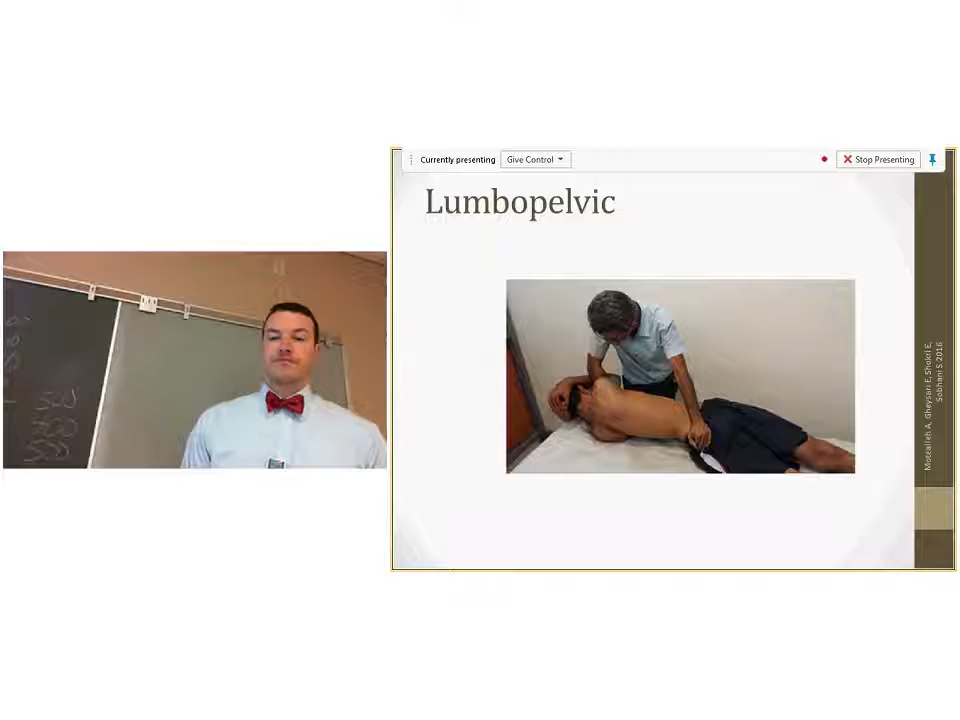 Currently presenting
Give Control
Stop Presenting
Lumbopelvic
Motealleh A, Gheysari E, Shokri E,
Sobhani S 2016